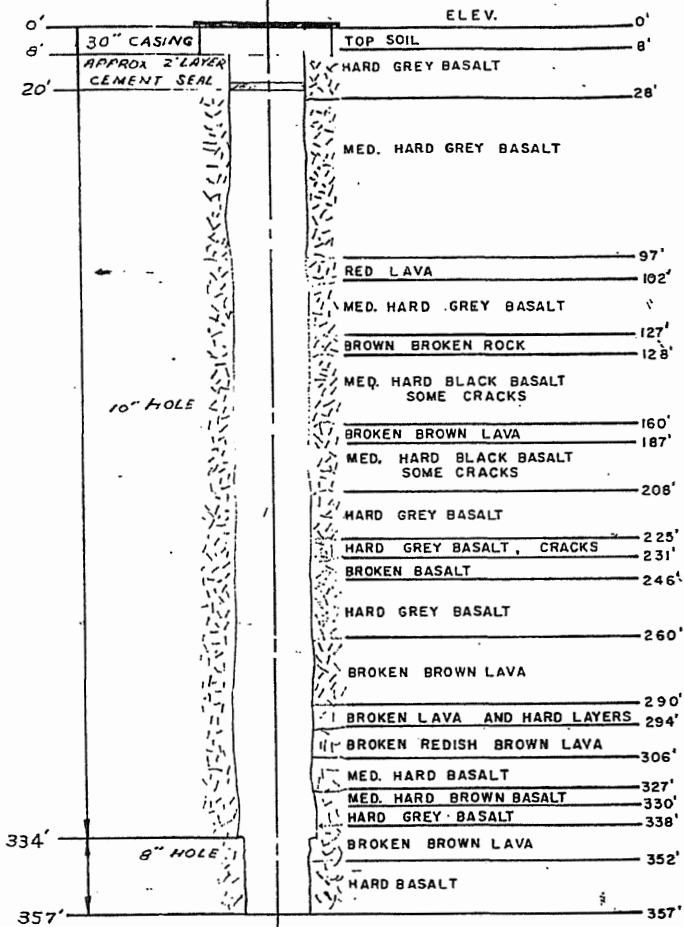 ELEV.
0' 0'
30" CASING TOP SOIL
8' 8'
APPROX 2' LAYER HARD GREY BASALT
CEMENT SEAL
20'
28'
MED. HARD GREY BASALT
97'
RED LAVA
102'
MED. HARD GREY BASALT
127'
BROWN BROKEN ROCK
128'
MED. HARD BLACK BASALT
SOME CRACKS
10" HOLE
160'
BROKEN BROWN LAVA
187'
MED. HARD BLACK BASALT
SOME CRACKS
208'
HARD GREY BASALT
225'
HARD GREY BASALT, CRACKS
231'
BROKEN BASALT
246'
HARD GREY BASALT
260'
BROKEN BROWN LAVA
290'
BROKEN LAVA AND HARD LAYERS
294'
BROKEN REDISH BROWN LAVA
306'
MED. HARD BASALT
327'
MED. HARD BROWN BASALT
330'
HARD GREY BASALT
338'
334'
8" HOLE BROKEN BROWN LAVA
352'
HARD BASALT
357' 357'